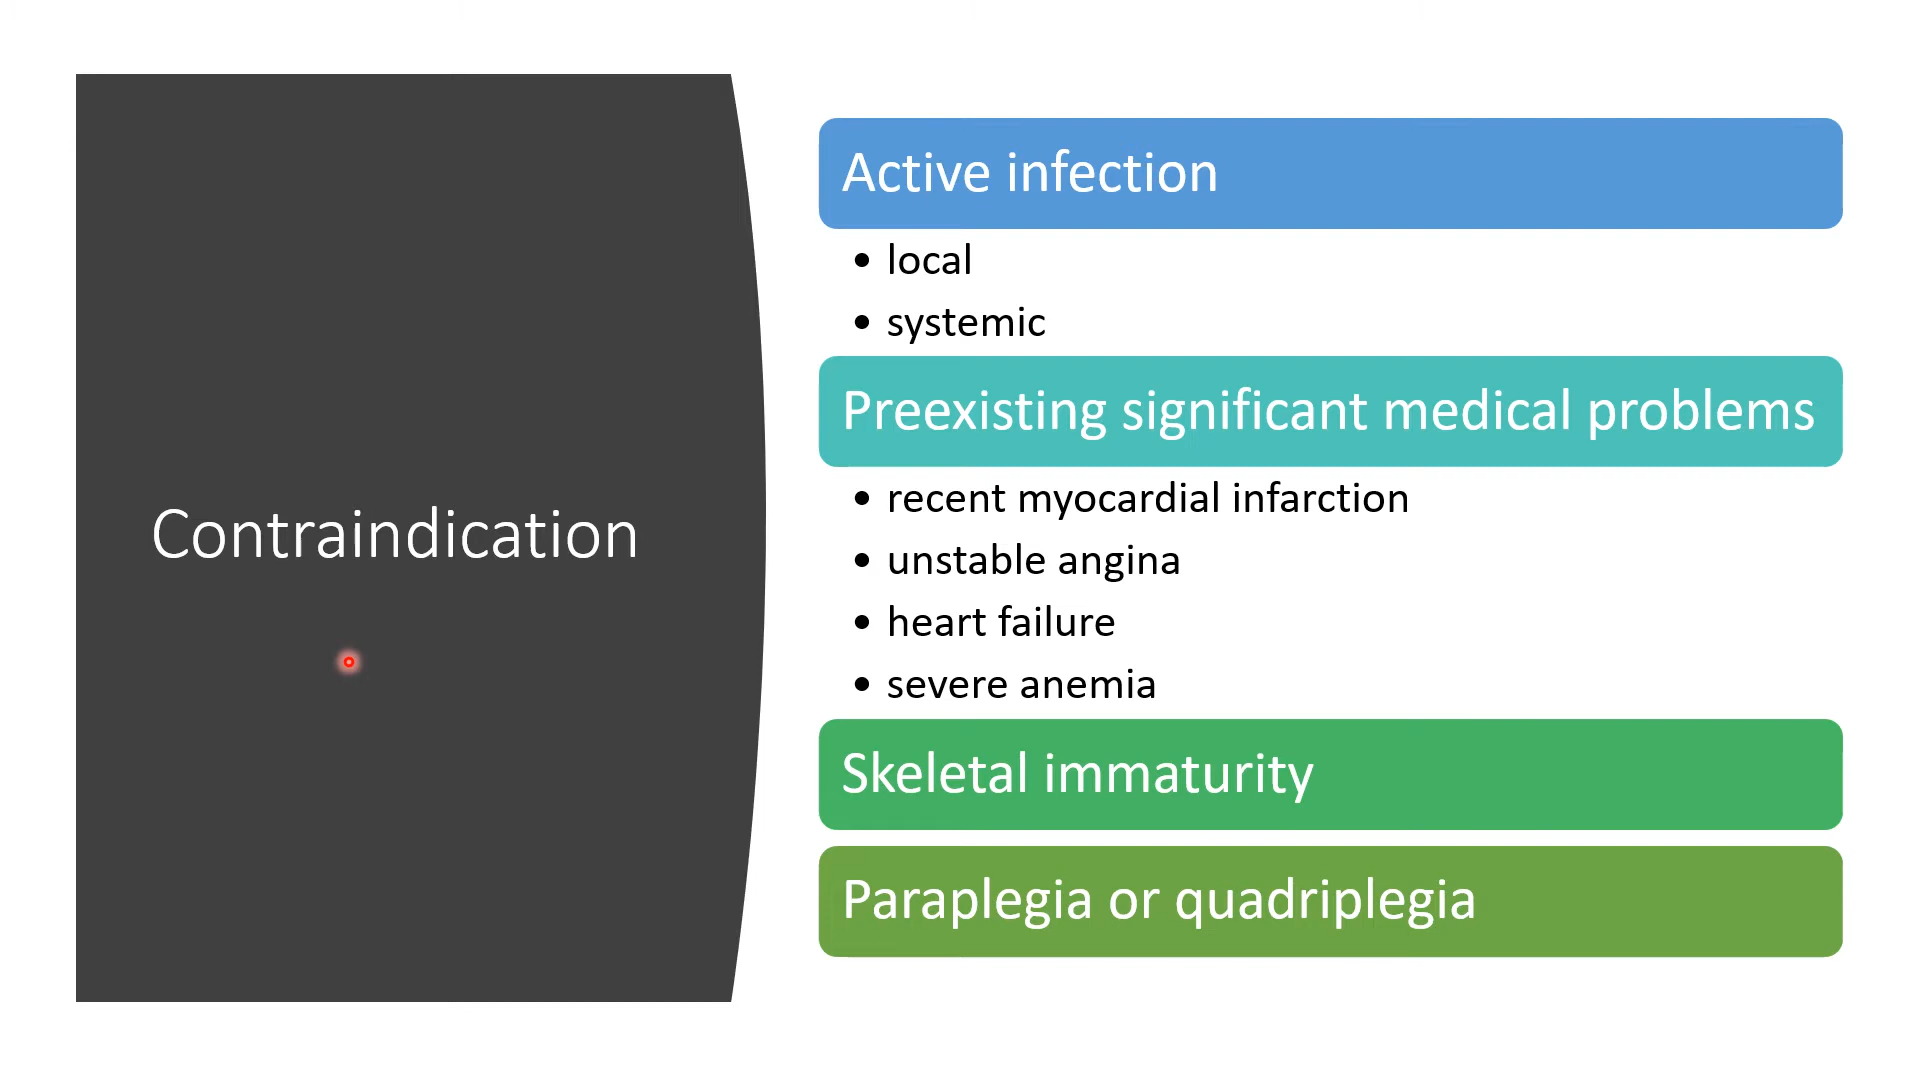 Contraindication
Active infection
• local
• systemic
Preexisting significant medical problems
• recent myocardial infarction
• unstable angina
• heart failure
• severe anemia
Skeletal immaturity
Paraplegia or quadriplegia